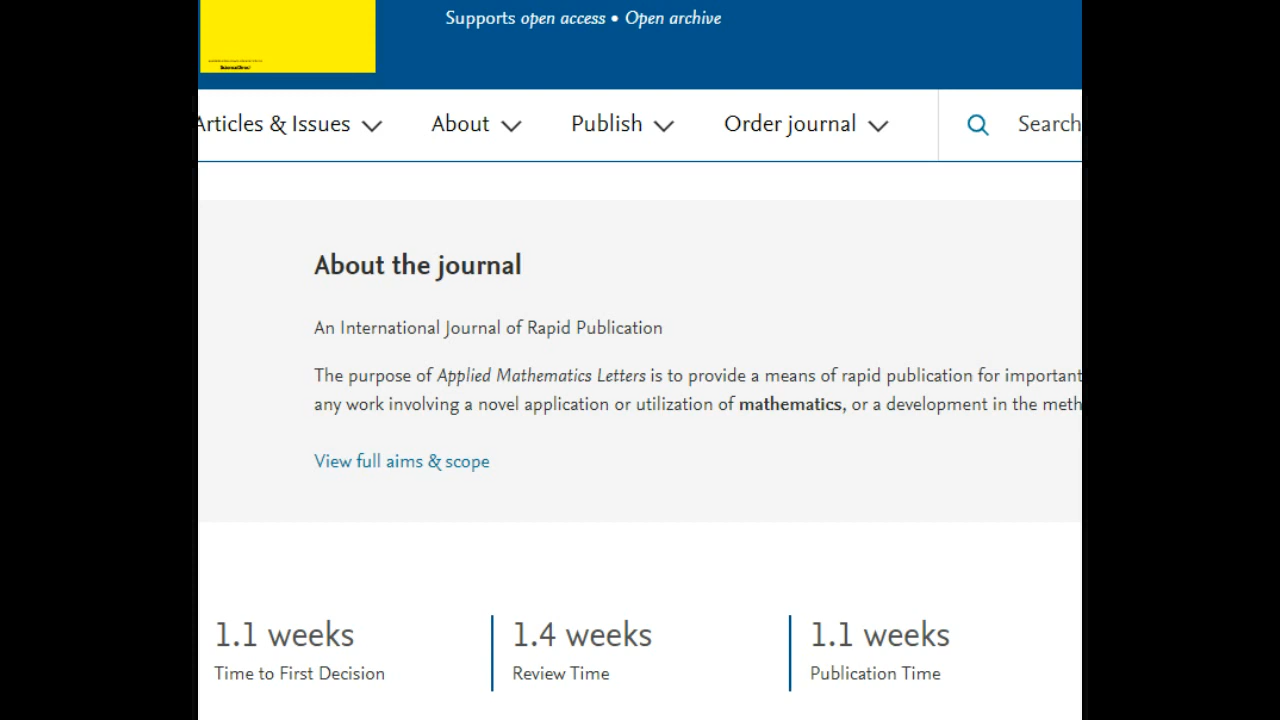 Supports open access • Open archive
Articles & Issues
About
Publish
Order journal
Search
About the journal
An International Journal of Rapid Publication
The purpose of Applied Mathematics Letters is to provide a means of rapid publication for important
any work involving a novel application or utilization of mathematics, or a development in the meth
View full aims & scope
1.1 weeks
1.4 weeks
1.1 weeks
Time to First Decision
Review Time
Publication Time